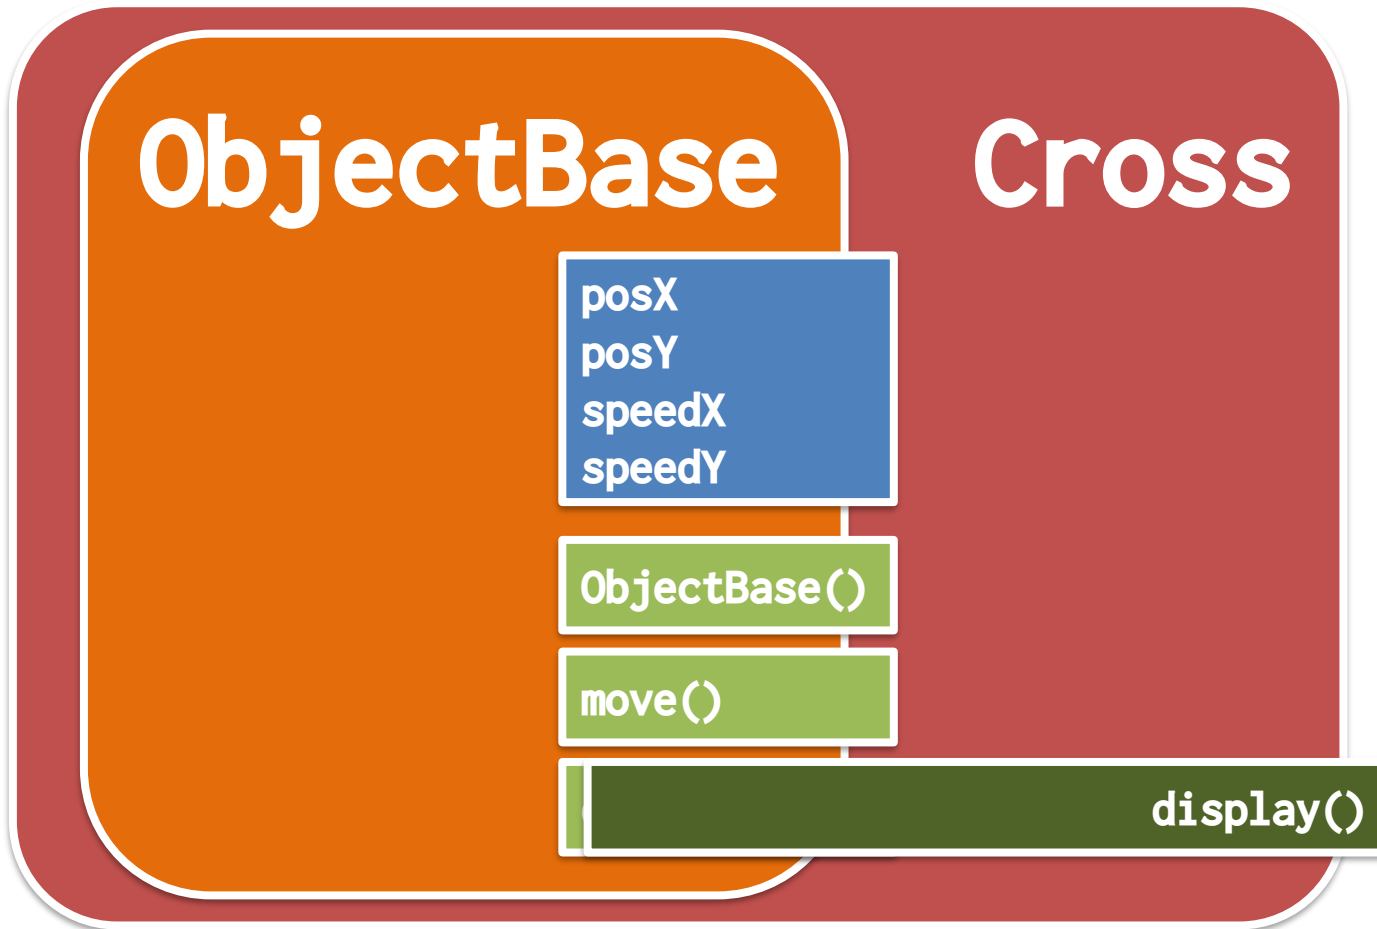 ObjectBase
Cross
posX
posY
speedX
speedY
ObjectBase()
move()
display()